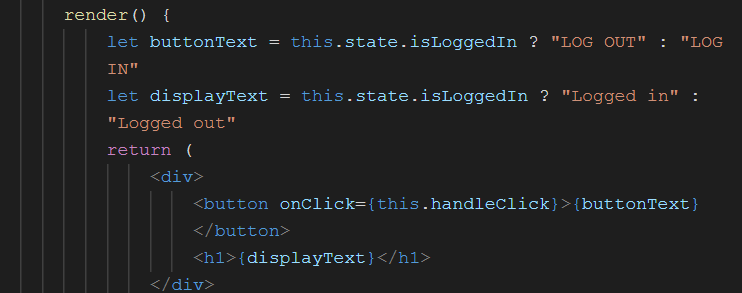 render() {
let buttonText = this.state.isLoggedIn ? "LOG OUT" : "LOG
IN"
let displayText = this.state.isLoggedIn ? "Logged in" :
"Logged out"
return (
<div>
<button onClick={this.handleClick}>{buttonText}
</button>
<h1>{displayText}</h1>
</div>